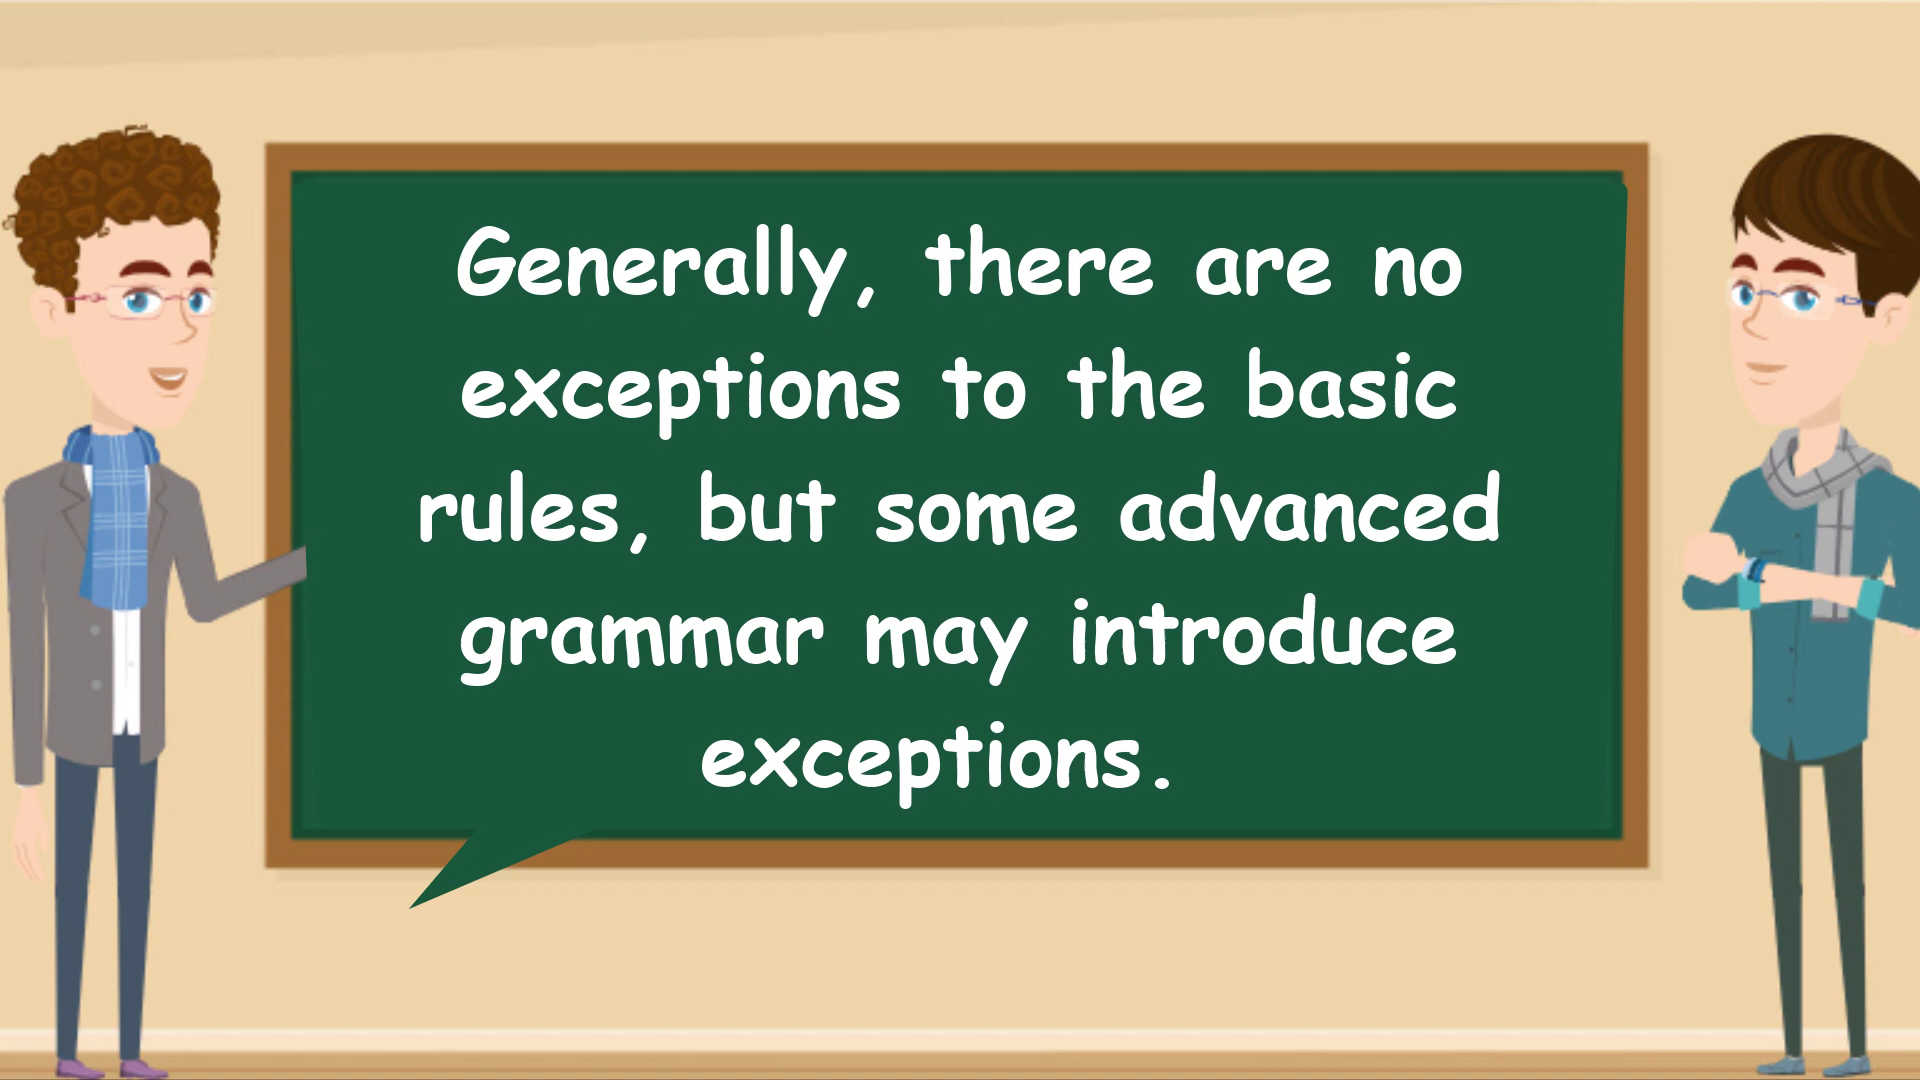 Generally, there are no
exceptions to the basic
rules, but some advanced
grammar may introduce
exceptions.